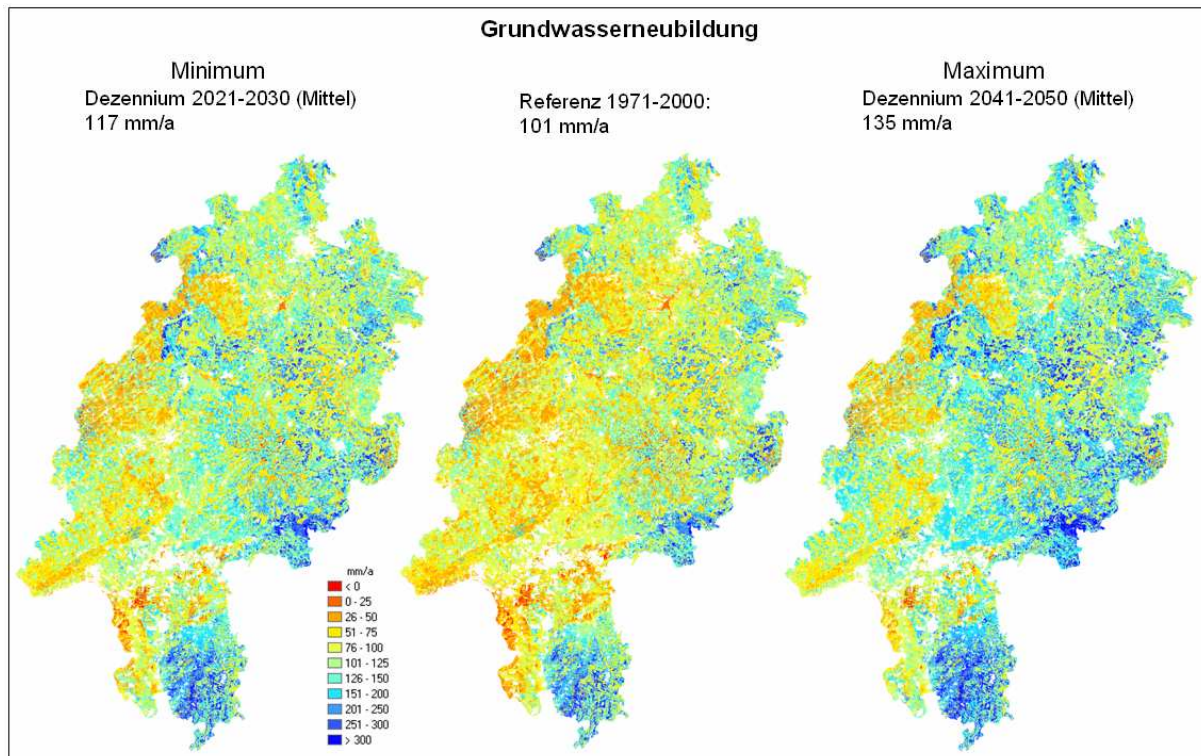 Grundwasserneubildung
Minimum
Dezennium 2021-2030 (Mittel)
117 mm/a
Referenz 1971-2000:
101 mm/a
Maximum
Dezennium 2041-2050 (Mittel)
135 mm/a
mm/a
< 0
0 - 25
26 - 50
51 - 75
76 - 100
101 - 125
126 - 150
151 - 200
201 - 250
251 - 300
> 300